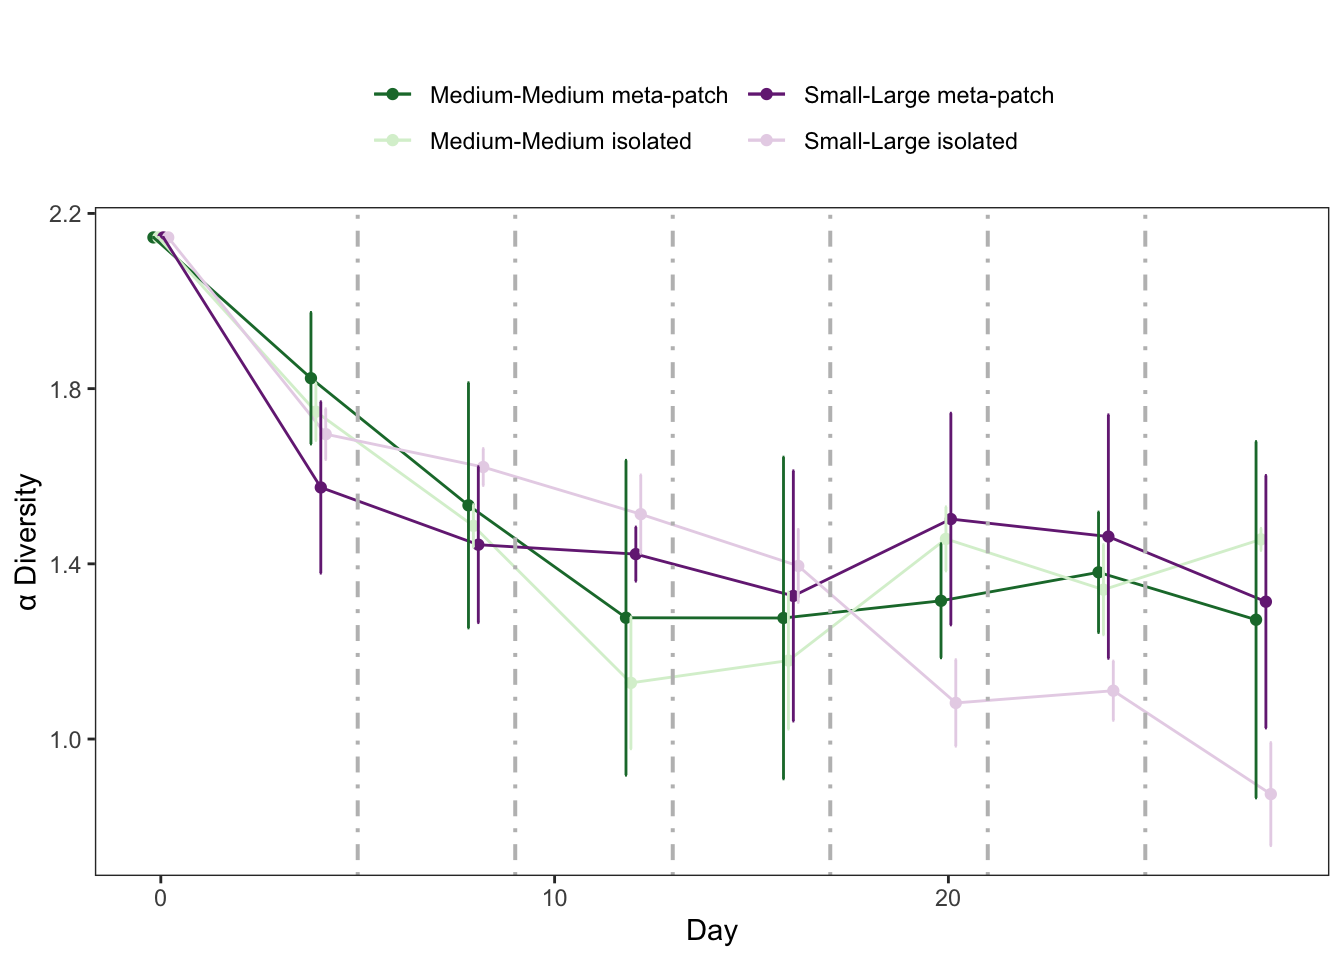 Medium-Medium meta-patch
Small-Large meta-patch
Medium-Medium isolated
Small-Large isolated
2.2
1.8
1.4
1.0
α Diversity
0
10
20
Day